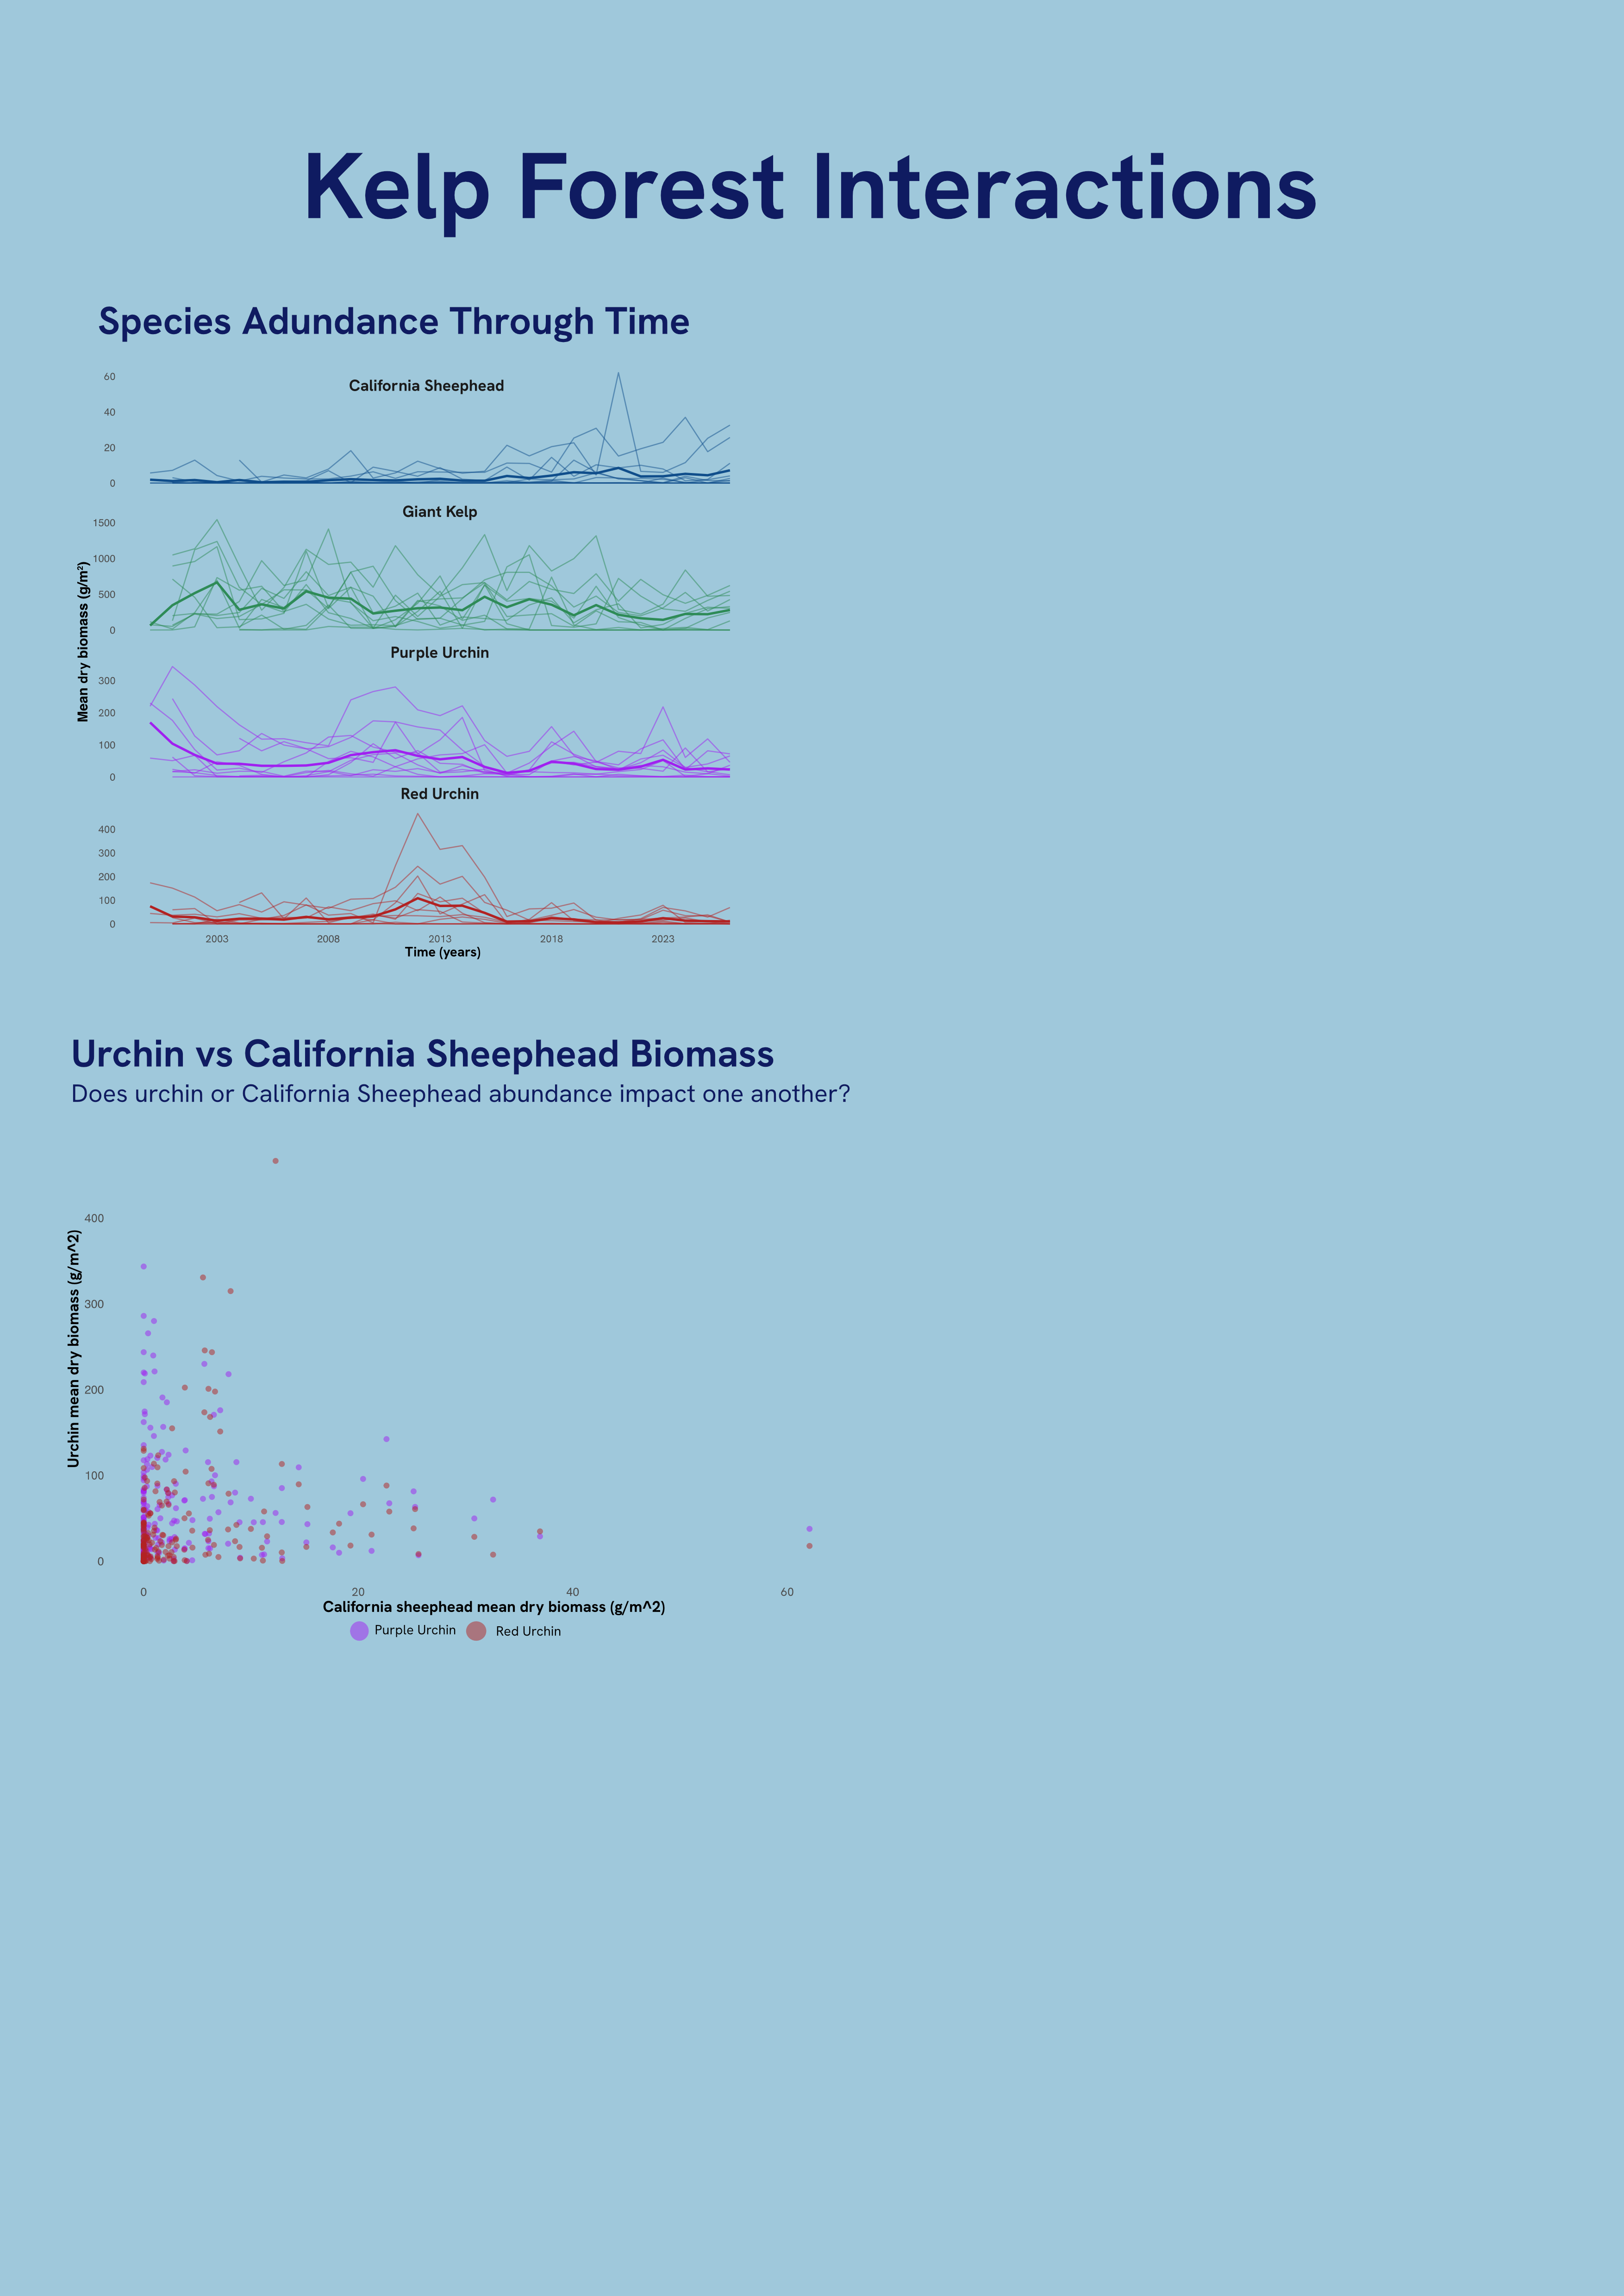 Kelp Forest Interactions
Species Adundance Through Time
California Sheephead
60
40
20
0
Giant Kelp
1500
1000
500
0
Mean dry biomass (g/m²)
Purple Urchin
300
200
100
0
Red Urchin
400
300
200
100
0
2003 2008 2013 2018 2023
Time (years)
Urchin vs California Sheephead Biomass
Does urchin or California Sheephead abundance impact one another?
Urchin mean dry biomass (g/m^2)
400
300
200
100
0
0 20 40 60
California sheephead mean dry biomass (g/m^2)
Purple Urchin Red Urchin